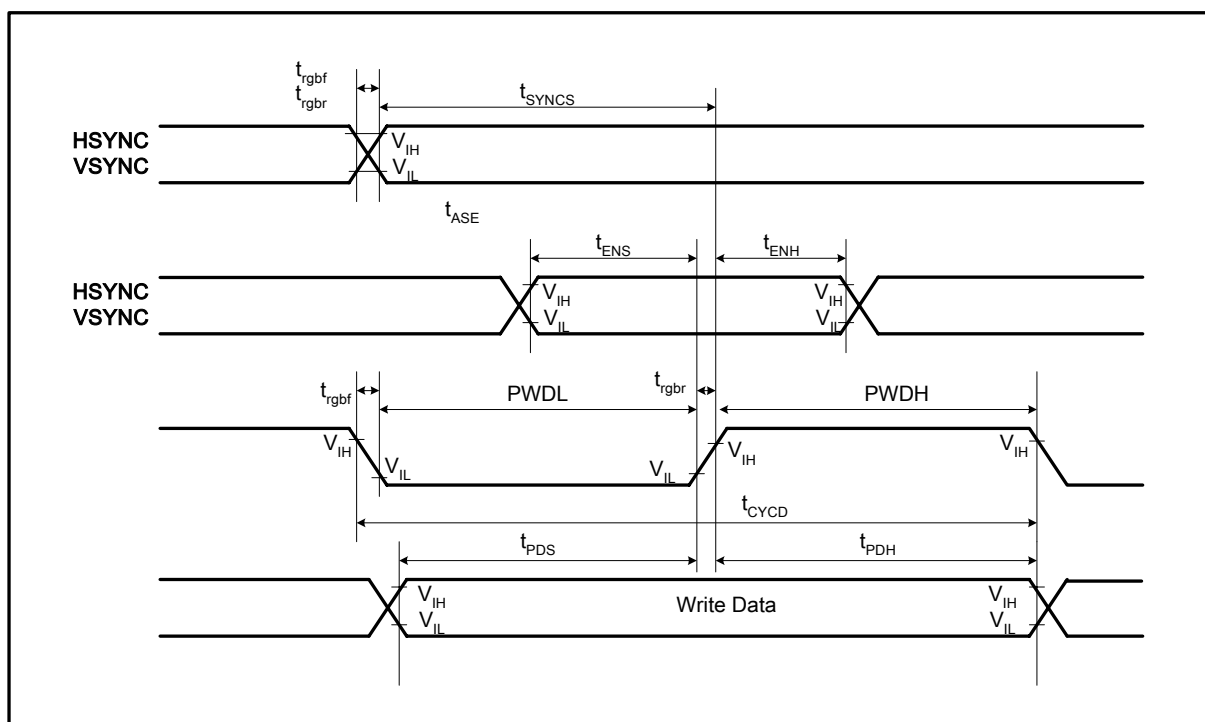 trgbf
trgbr
tSYNCS
HSYNC
VSYNC
VIH
VIL
tASE
tENS
tENH
HSYNC
VSYNC
VIH
VIL
VIH
VIL
trgbf
PWDL
trgbr
PWDH
VIH
VIL
VIL
VIH
VIH
tCYCD
tPDS
tPDH
VIH
VIL
Write Data
VIH
VIL